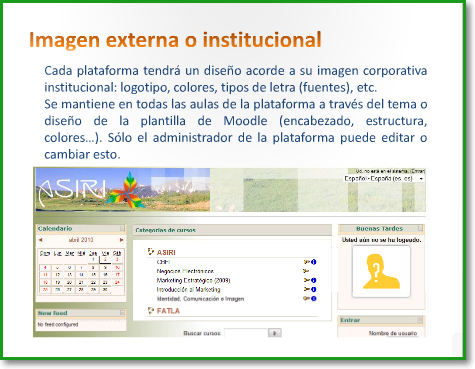 Imagen externa o institucional
Cada plataforma tendrá un diseño acorde a su imagen corporativa
institucional: logotipo, colores, tipos de letra (fuentes), etc.
Se mantiene en todas las aulas de la plataforma a través del tema o
diseño de la plantilla de Moodle (encabezado, estructura,
colores…). Sólo el administrador de la plataforma puede editar o
cambiar esto.
Ud. no está en el sistema. (Entrar)
ASIRI
Español - España (es_es)
Calendario
abril 2010
Dom Lun Mar Mié Jue Vie Sáb
1 2 3
4 5 6 7 8 9 10
11 12 13 14 15 16 17
18 19 20 21 22 23 24
25 26 27 28 29 30
New feed
No feed configured
Categorías de cursos
ASIRI
Negocios Electrónicos
Marketing Estratégico (2009)
Introducción al Marketing
Identidad, Comunicación e Imagen
FATLA
Buscar cursos:
Buenas Tardes
Usted aún no se ha logueado.
?
Entrar
Nombre de usuario